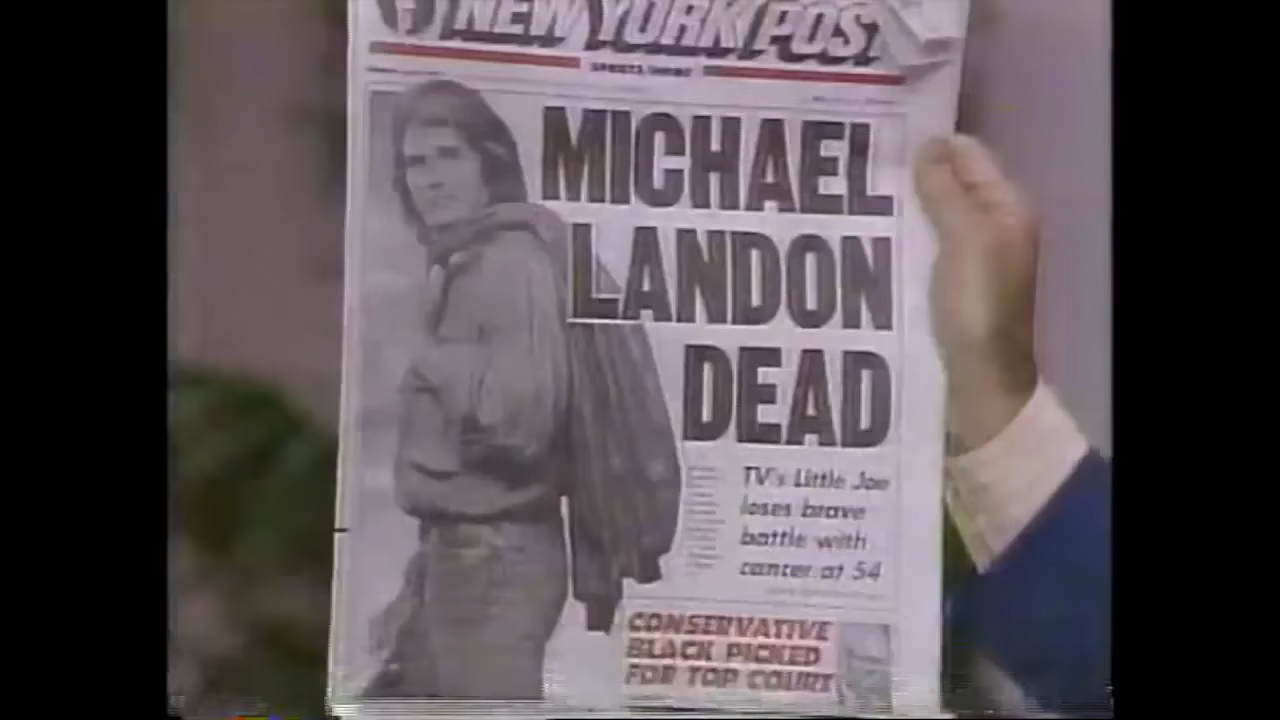 NEW YORK POST
MICHAEL
LANDON
DEAD
TV's Little Joe
loses brave
battle with
cancer at 54
CONSERVATIVE
BLACK PICKED
FOR TOP COURT